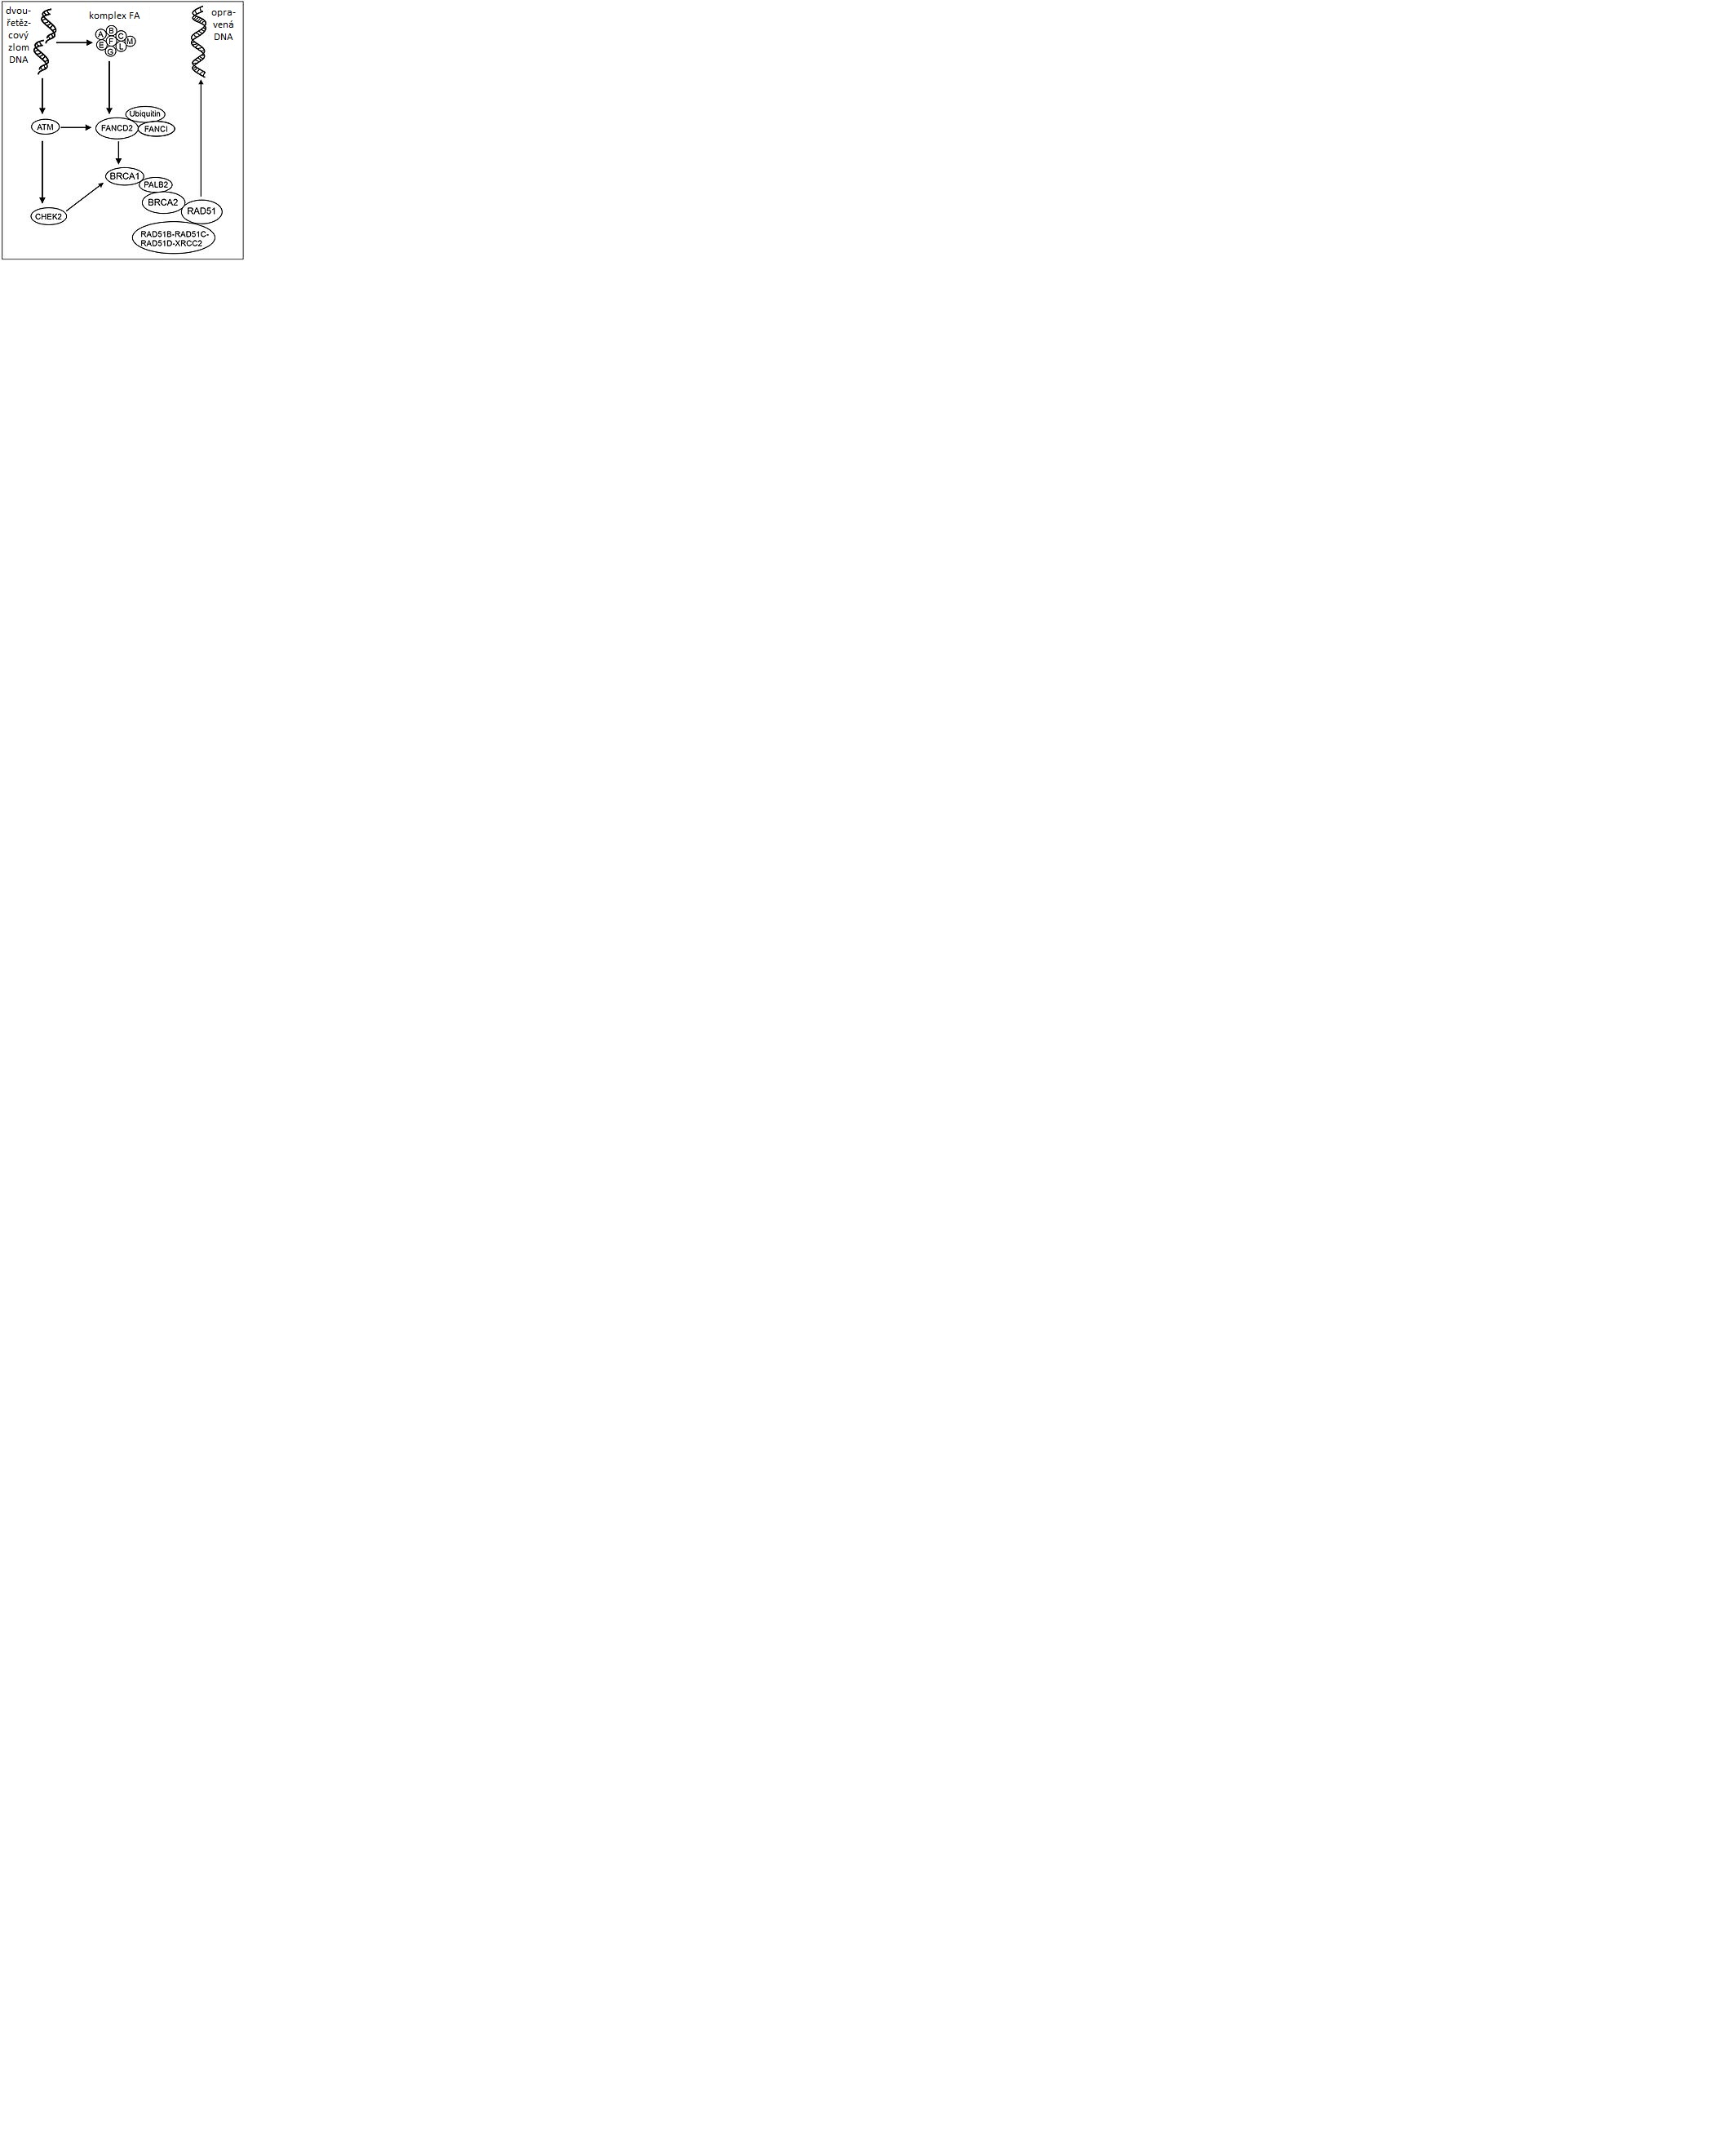 dvou-
řetěz-
cový
zlom
DNA
komplex FA
A
B
C
M
E
F
L
G
opra-
vená
DNA
ATM
Ubiquitin
FANCD2
FANCI
BRCA1
PALB2
BRCA2
RAD51
CHEK2
RAD51B-RAD51C-
RAD51D-XRCC2